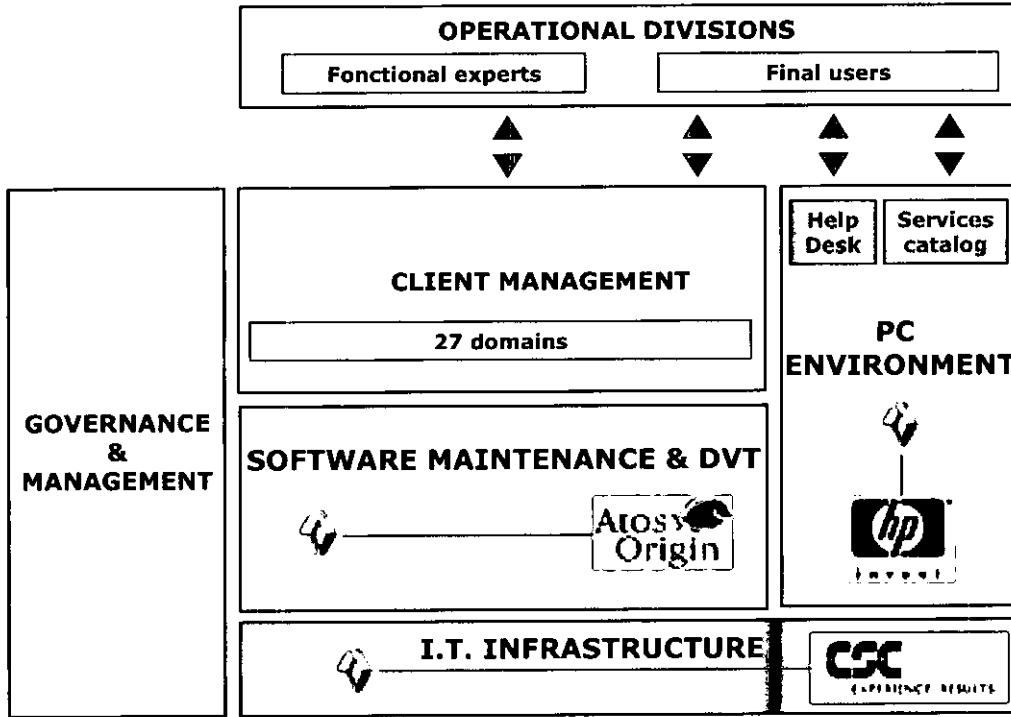 OPERATIONAL DIVISIONS
Fonctional experts
Final users
Help
Desk
Services
catalog
CLIENT MANAGEMENT
27 domains
PC
ENVIRONMENT
GOVERNANCE
&
MANAGEMENT
SOFTWARE MAINTENANCE & DVT
Atos
Origin
hp
invent
I.T. INFRASTRUCTURE
CSC
EXPERIENCE RESULTS